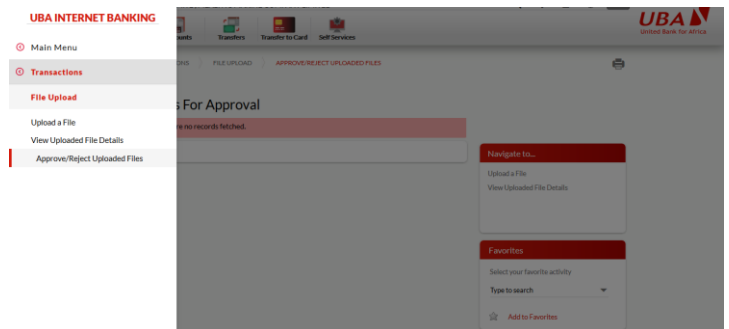 UBA INTERNET BANKING
Main Menu
Transactions
File Upload
Upload a File
View Uploaded File Details
Approve/Reject Uploaded Files
Transfers
Transfer to Card
Self Services
UBA
United Bank for Africa
FILE UPLOAD
APPROVE/REJECT UPLOADED FILES
For Approval
no records fetched.
Navigate to...
Upload a File
View Uploaded File Details
Favorites
Select your favorite activity
Type to search
Add to Favorites